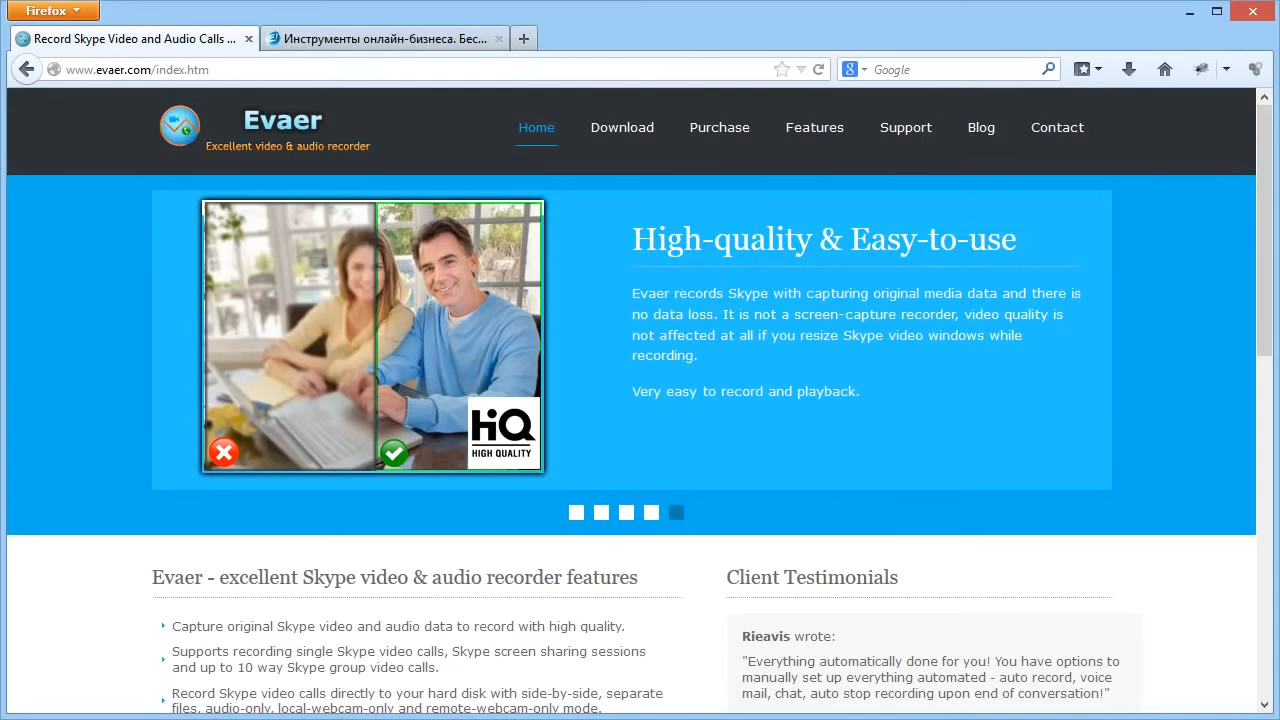 Firefox
Record Skype Video and Audio Calls ...
Инструменты онлайн-бизнеса. Бес...
www.evaer.com/index.htm
Google
Evaer
Excellent video & audio recorder
Home
Download
Purchase
Features
Support
Blog
Contact
High-quality & Easy-to-use
Evaer records Skype with capturing original media data and there is
no data loss. It is not a screen-capture recorder, video quality is
not affected at all if you resize Skype video windows while
recording.
Very easy to record and playback.
HiQ
HIGH QUALITY
Evaer - excellent Skype video & audio recorder features
Capture original Skype video and audio data to record with high quality.
Supports recording single Skype video calls, Skype screen sharing sessions
and up to 10 way Skype group video calls.
Record Skype video calls directly to your hard disk with side-by-side, separate
files, audio-only, local-webcam-only and remote-webcam-only mode.
Client Testimonials
Rieavis wrote:
"Everything automatically done for you! You have options to
manually set up everything automated - auto record, voice
mail, chat, auto stop recording upon end of conversation!"